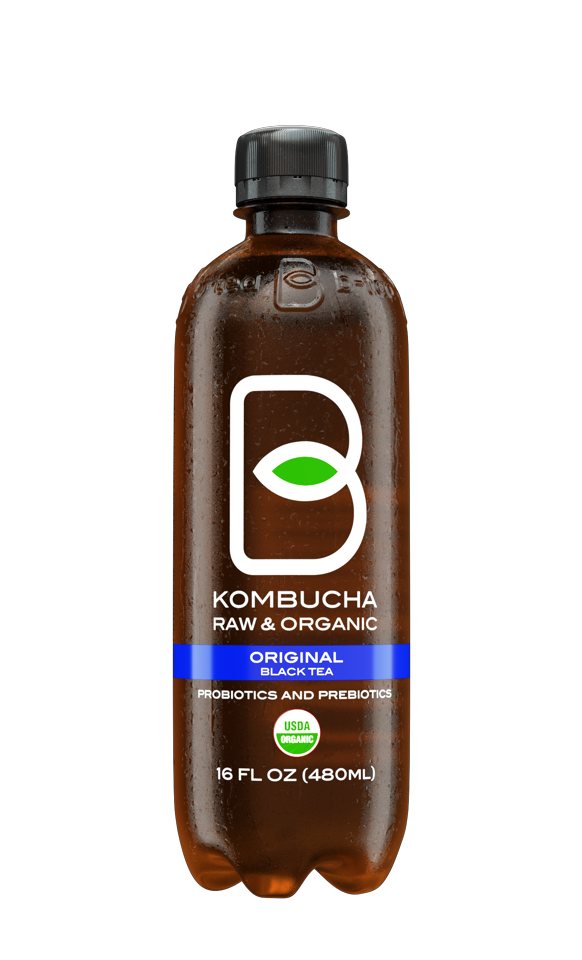 B
KOMBUCHA
RAW & ORGANIC
ORIGINAL
BLACK TEA
PROBIOTICS AND PREBIOTICS
USDA
ORGANIC
16 FL OZ (480ML)